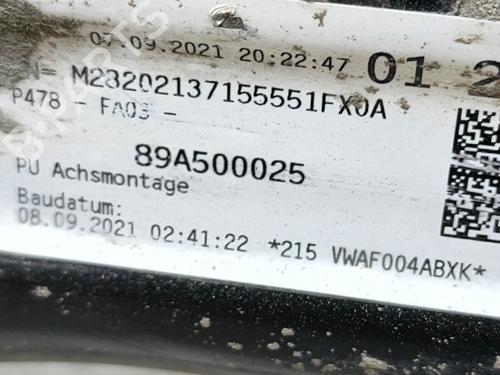 07.09.2021 20:22:47 01 2
N= M23202137155551FX0A
P478 - FA03 -
89A500025
PU Achsmontage
Baudatum:
08.09.2021 02:41:22 *215 VWAF004ABXK*